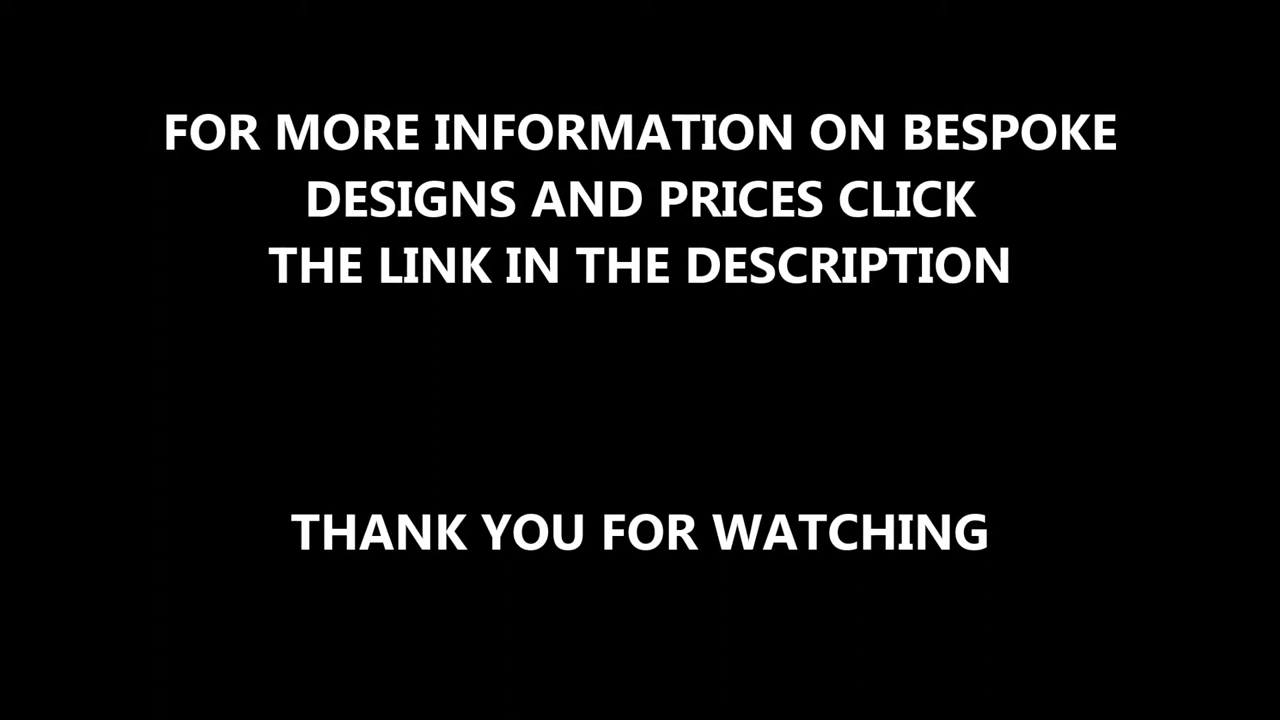 FOR MORE INFORMATION ON BESPOKE
DESIGNS AND PRICES CLICK
THE LINK IN THE DESCRIPTION
THANK YOU FOR WATCHING